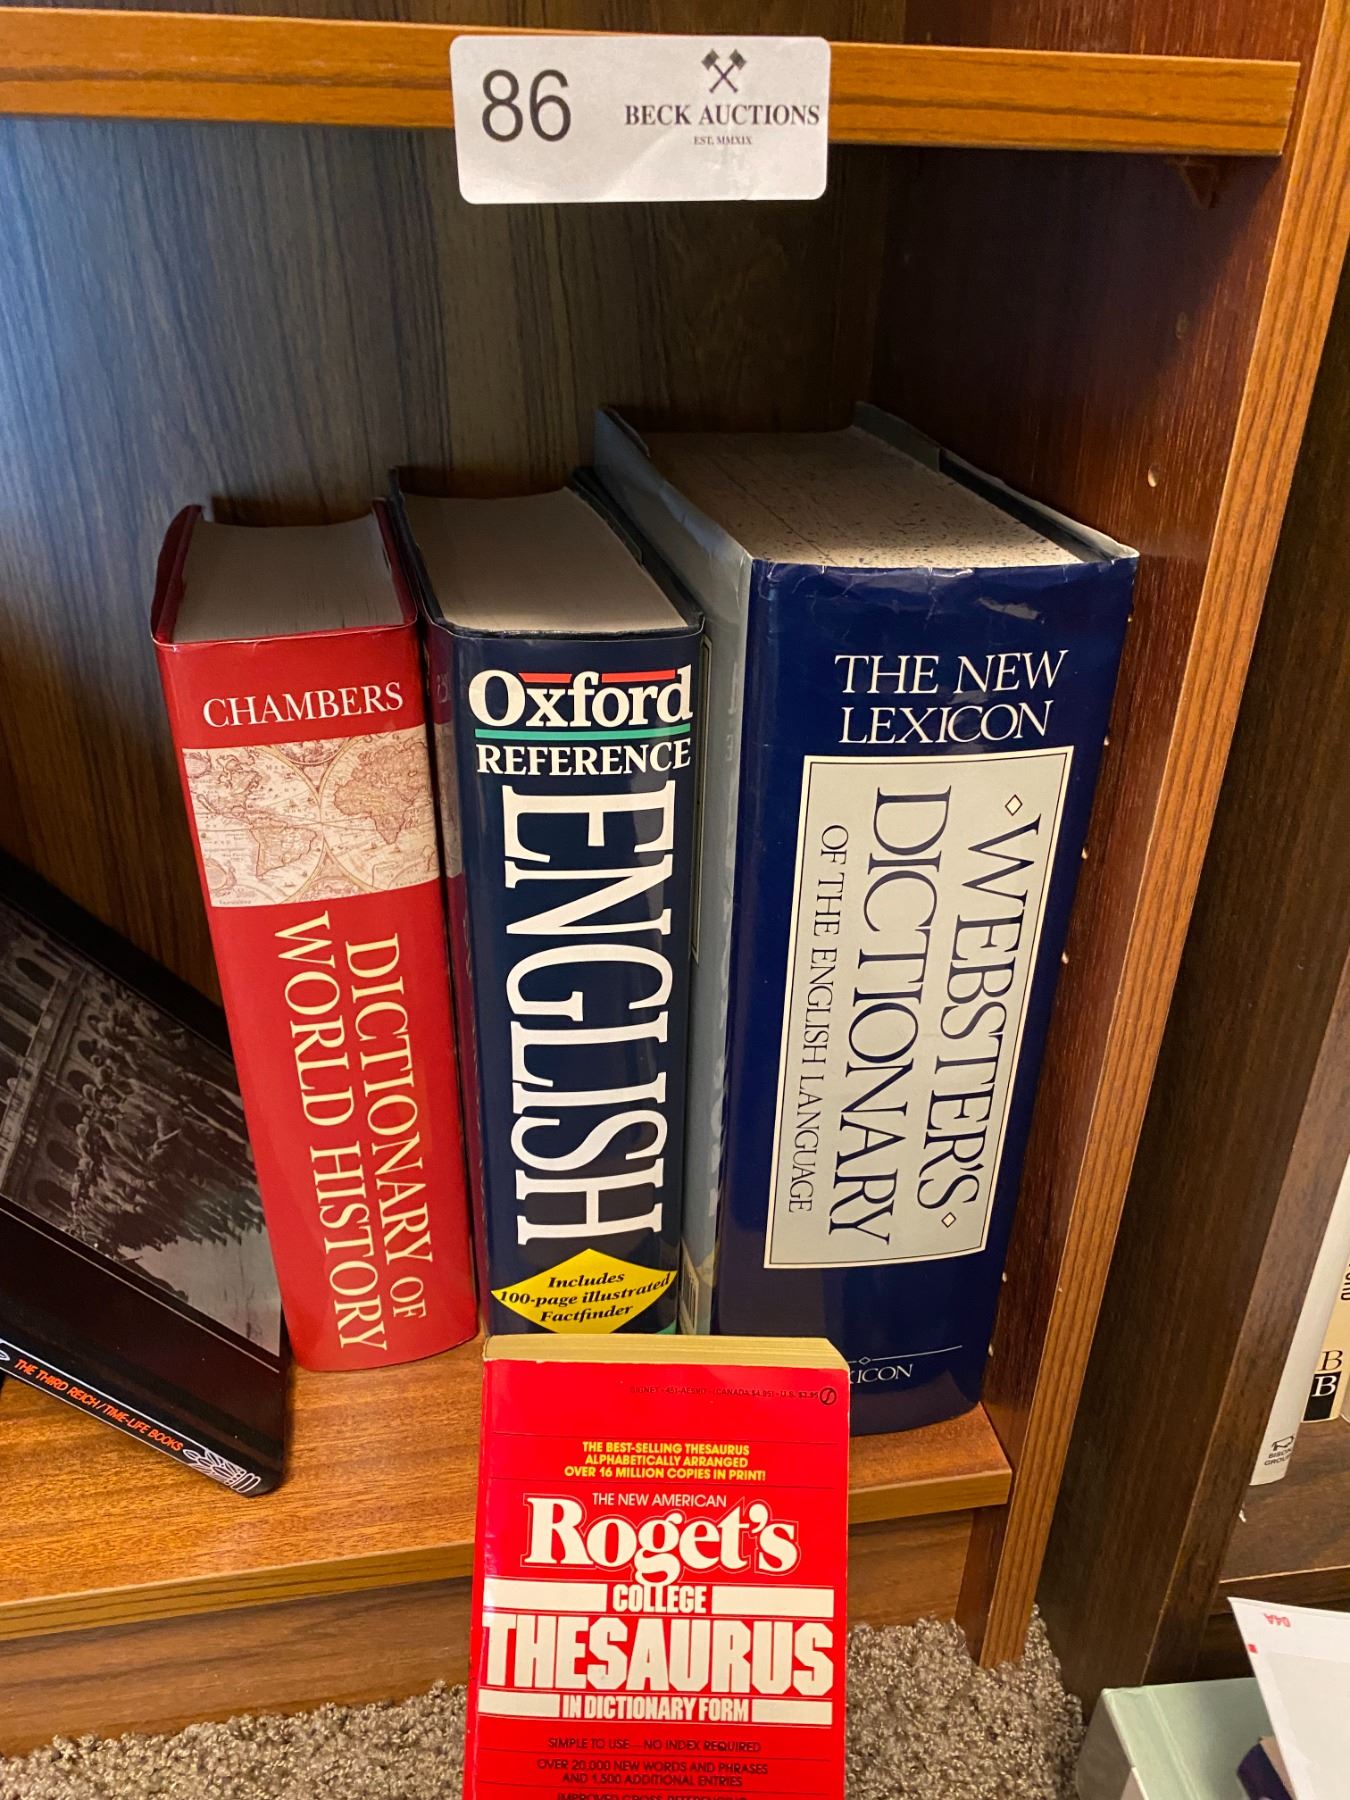 86
BECK AUCTIONS
EST. MMXIX
CHAMBERS
DICTIONARY OF
WORLD HISTORY
Oxford
REFERENCE
ENGLISH
Includes
100-page illustrated
Factfinder
THE NEW
LEXICON
WEBSTER'S
DICTIONARY
OF THE ENGLISH LANGUAGE
THE THIRD REICH/TIME-LIFE BOOKS
THE BEST-SELLING THESAURUS
ALPHABETICALLY ARRANGED
OVER 16 MILLION COPIES IN PRINT!
THE NEW AMERICAN
Roget's
COLLEGE
THESAURUS
IN DICTIONARY FORM
SIMPLE TO USE—NO INDEX REQUIRED
OVER 20,000 NEW WORDS AND PHRASES
AND 1,500 ADDITIONAL ENTRIES